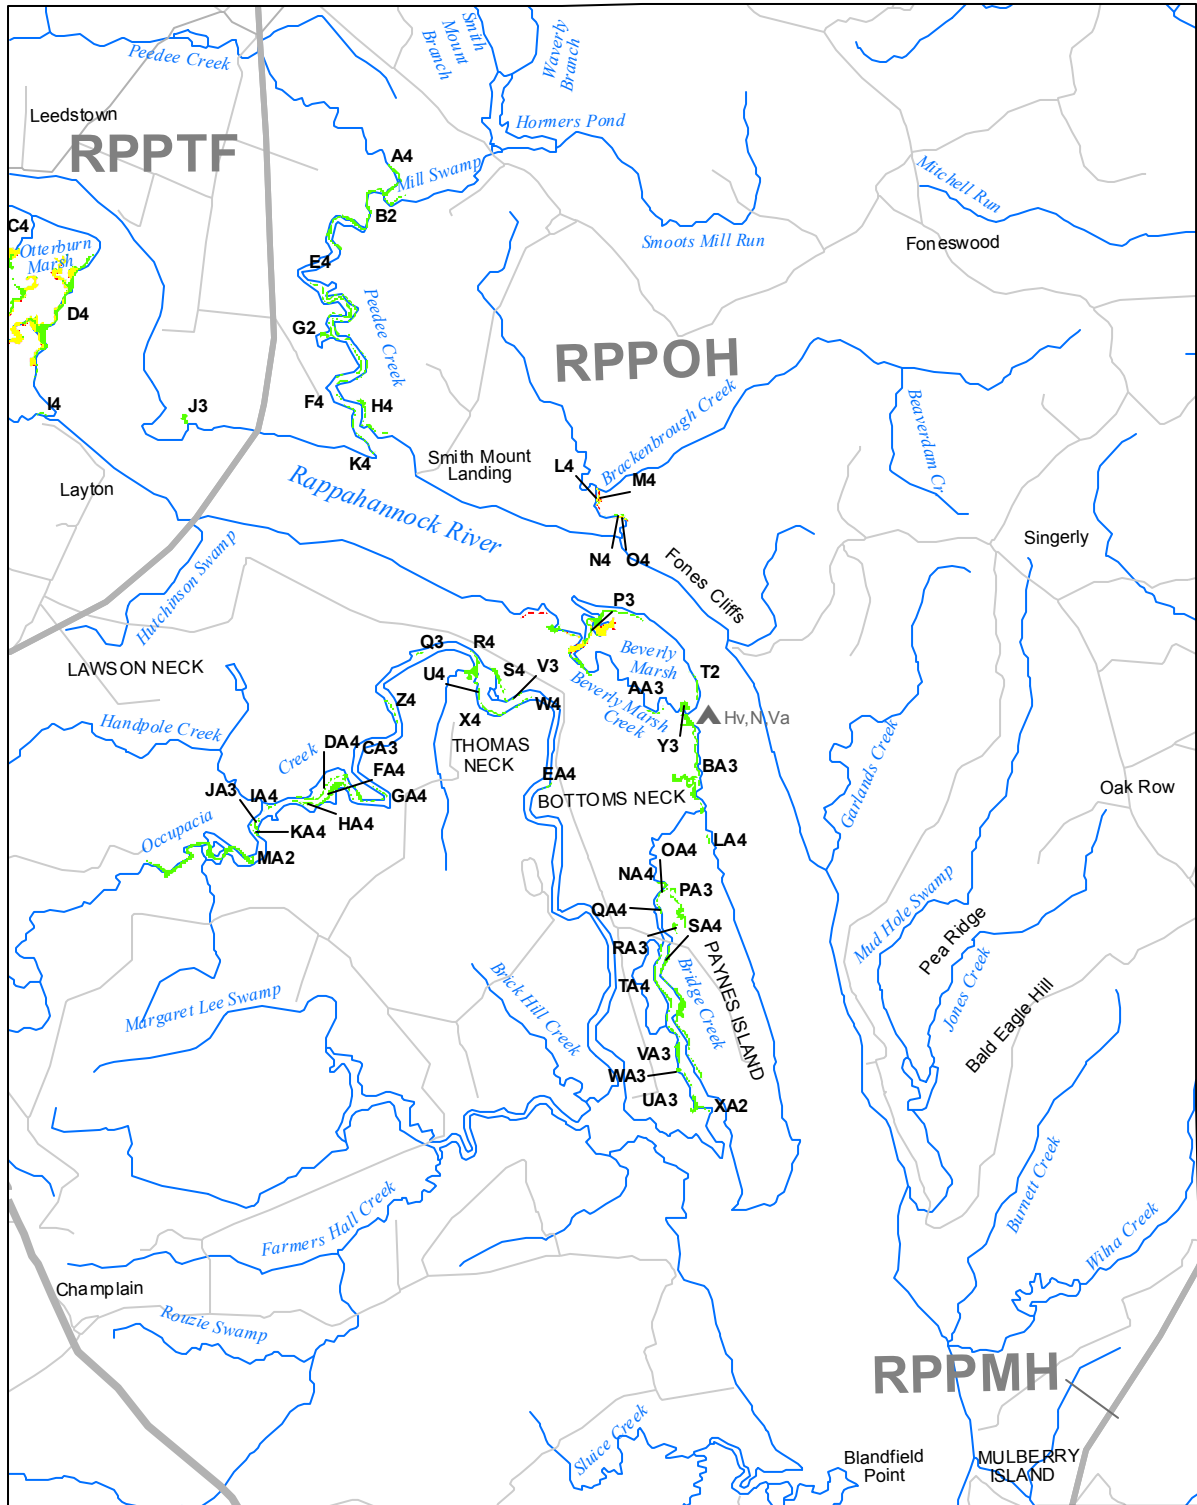 Peedee Creek
Smith
Mount
Branch
Waverly
Branch
Leedstown
RPPTF
Hormers Pond
A4
Mill Swamp
B2
Mitchell Run
C4
Otterburn
Marsh
Smoots Mill Run
Foneswood
E4
D4
Peedee Creek
G2
RPPOH
F4
H4
I4
J3
Beaverdam Cr
Brackenbrough Creek
K4
Smith Mount
Landing
L4
M4
Layton
Rappahannock River
N4
O4
Singerly
Hutchinson Swamp
Fones Cliffs
P3
LAWSON NECK
Q3
R4
S4
V3
U4
Beverly
Marsh
T2
Z4
X4
W4
Beverly Marsh
Creek
AA3
Hv,N,Va
Handpole Creek
Creek
DA4
CA3
THOMAS
NECK
Y3
FA4
EA4
BA3
Garlands Creek
Oak Row
JA3
IA4
GA4
BOTTOMS NECK
Occupacia
KA4
HA4
LA4
MA2
OA4
NA4
PA3
QA4
SA4
Mud Hole Swamp
Pea Ridge
RA3
PAYNES ISLAND
Brick Hill Creek
TA4
Bridge Creek
Jones Creek
Margaret Lee Swamp
Bald Eagle Hill
VA3
WA3
UA3
XA2
Burnett Creek
Farmers Hall Creek
Wilna Creek
Champlain
Rouzie Swamp
RPPMH
Sluice Creek
Blandfield
Point
MULBERRY
ISLAND